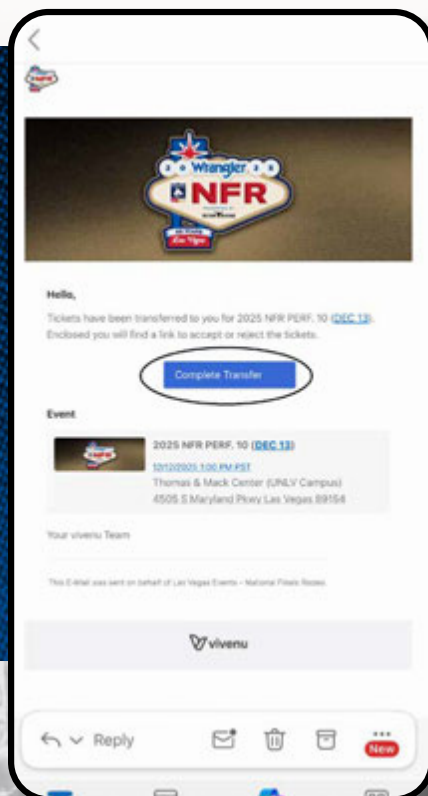 Wrangler
NFR
Las Vegas
Hello,
Tickets have been transferred to you for 2025 NFR PERF. 10 (DEC 13).
Enclosed you will find a link to accept or reject the tickets.
Complete Transfer
Event
2025 NFR PERF. 10 (DEC 13)
12/12/2025 1:00 PM PST
Thomas & Mack Center (UNLV Campus)
4505 S.Maryland Pkwy Las Vegas 89154
Your vivenu Team
This E-Mail was sent on behalf of Las Vegas Events - National Finals Rodeo
vivenu
Reply
New